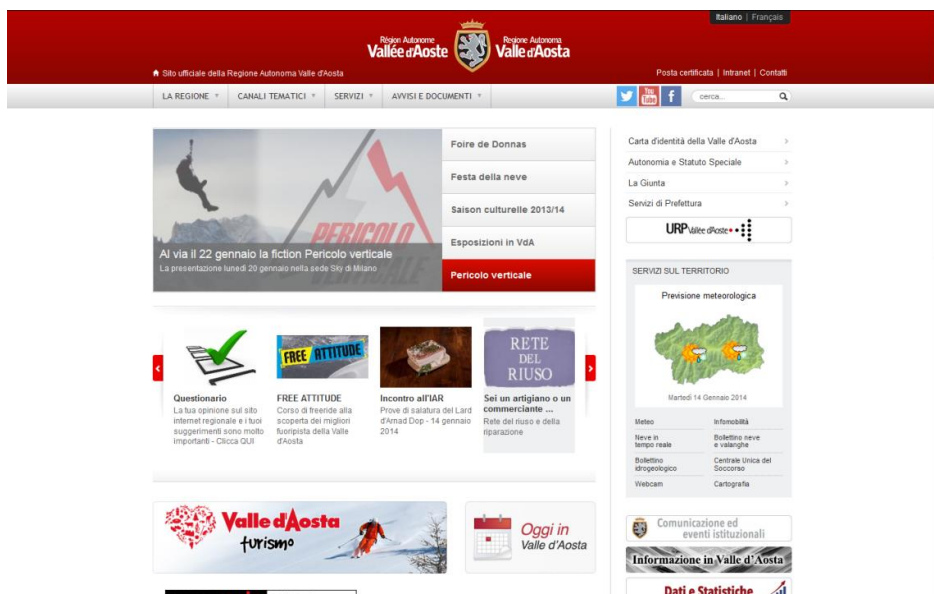 Italiano | Français
Région Autonome
Vallée d'Aoste
Regione Autonoma
Valle d'Aosta
Sito ufficiale della Regione Autonoma Valle d'Aosta
Posta certificata | Intranet | Contatti
LA REGIONE
CANALI TEMATICI
SERVIZI
AVVISI E DOCUMENTI
You
Tube
f
cerca...
PERICOLO
VERTICALE
Al via il 22 gennaio la fiction Pericolo verticale
La presentazione lunedì 20 gennaio nella sede Sky di Milano
Foire de Donnas
Festa della neve
Saison culturelle 2013/14
Esposizioni in VdA
Pericolo verticale
Carta d'identità della Valle d'Aosta
Autonomia e Statuto Speciale
La Giunta
Servizi di Prefettura
URP Vallée d'Aoste
SERVIZI SUL TERRITORIO
Previsione meteorologica
Martedì 14 Gennaio 2014
Meteo
Infomobilità
Neve in
tempo reale
Bollettino neve
e valanghe
Bollettino
idrogeologico
Centrale Unica del
Soccorso
Webcam
Cartografia
Questionario
La tua opinione sul sito
internet regionale e i tuoi
suggerimenti sono molto
importanti - Clicca QUI
FREE ATTITUDE
FREE ATTITUDE
Corso di freeride alla
scoperta dei migliori
fuoripista della Valle
d'Aosta
Incontro all'IAR
Prove di salatura del Lard
d'Arnad Dop - 14 gennaio
2014
RETE
DEL
RIUSO
Sei un artigiano o un
commerciante ...
Rete del riuso e della
riparazione
Valle d'Aosta
turismo
Oggi in
Valle d'Aosta
Comunicazione ed
eventi istituzionali
Informazione in Valle d'Aosta
Dati e Statistiche